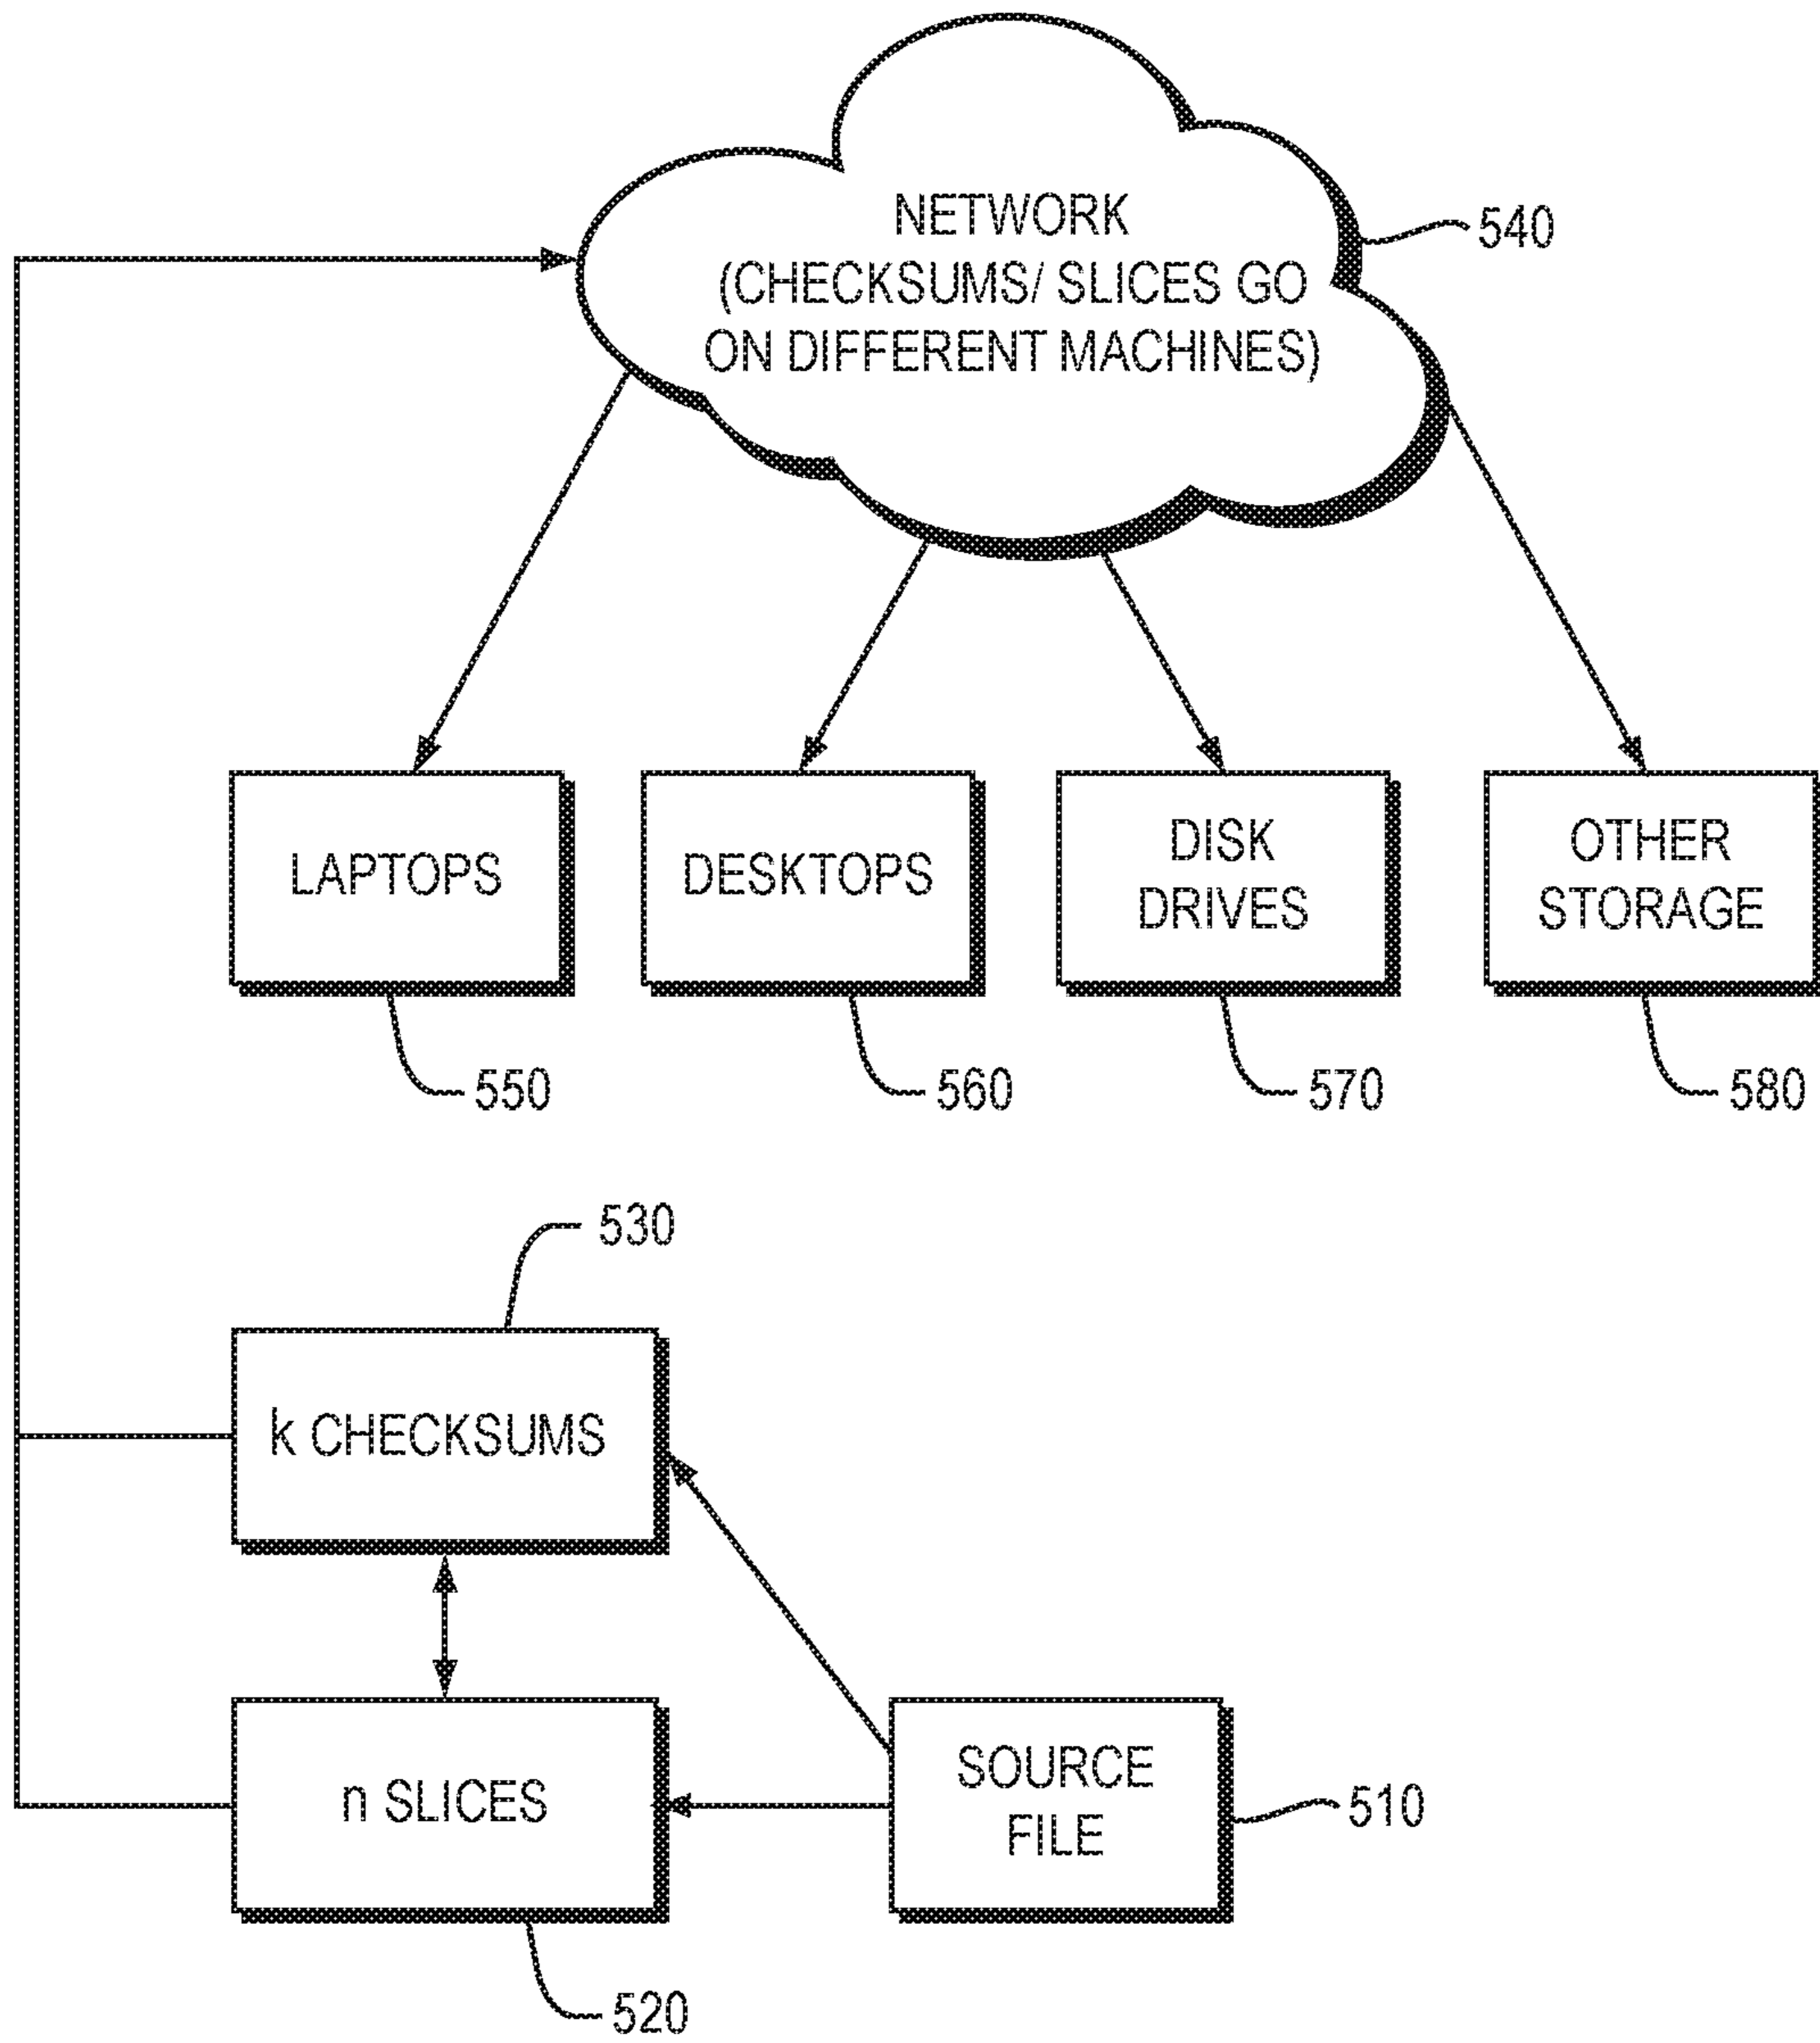 NETWORK
(CHECKSUMS/ SLICES GO
ON DIFFERENT MACHINES)
540
LAPTOPS
DESKTOPS
DISK
DRIVES
OTHER
STORAGE
550
560
570
580
530
k CHECKSUMS
n SLICES
SOURCE
FILE
510
520